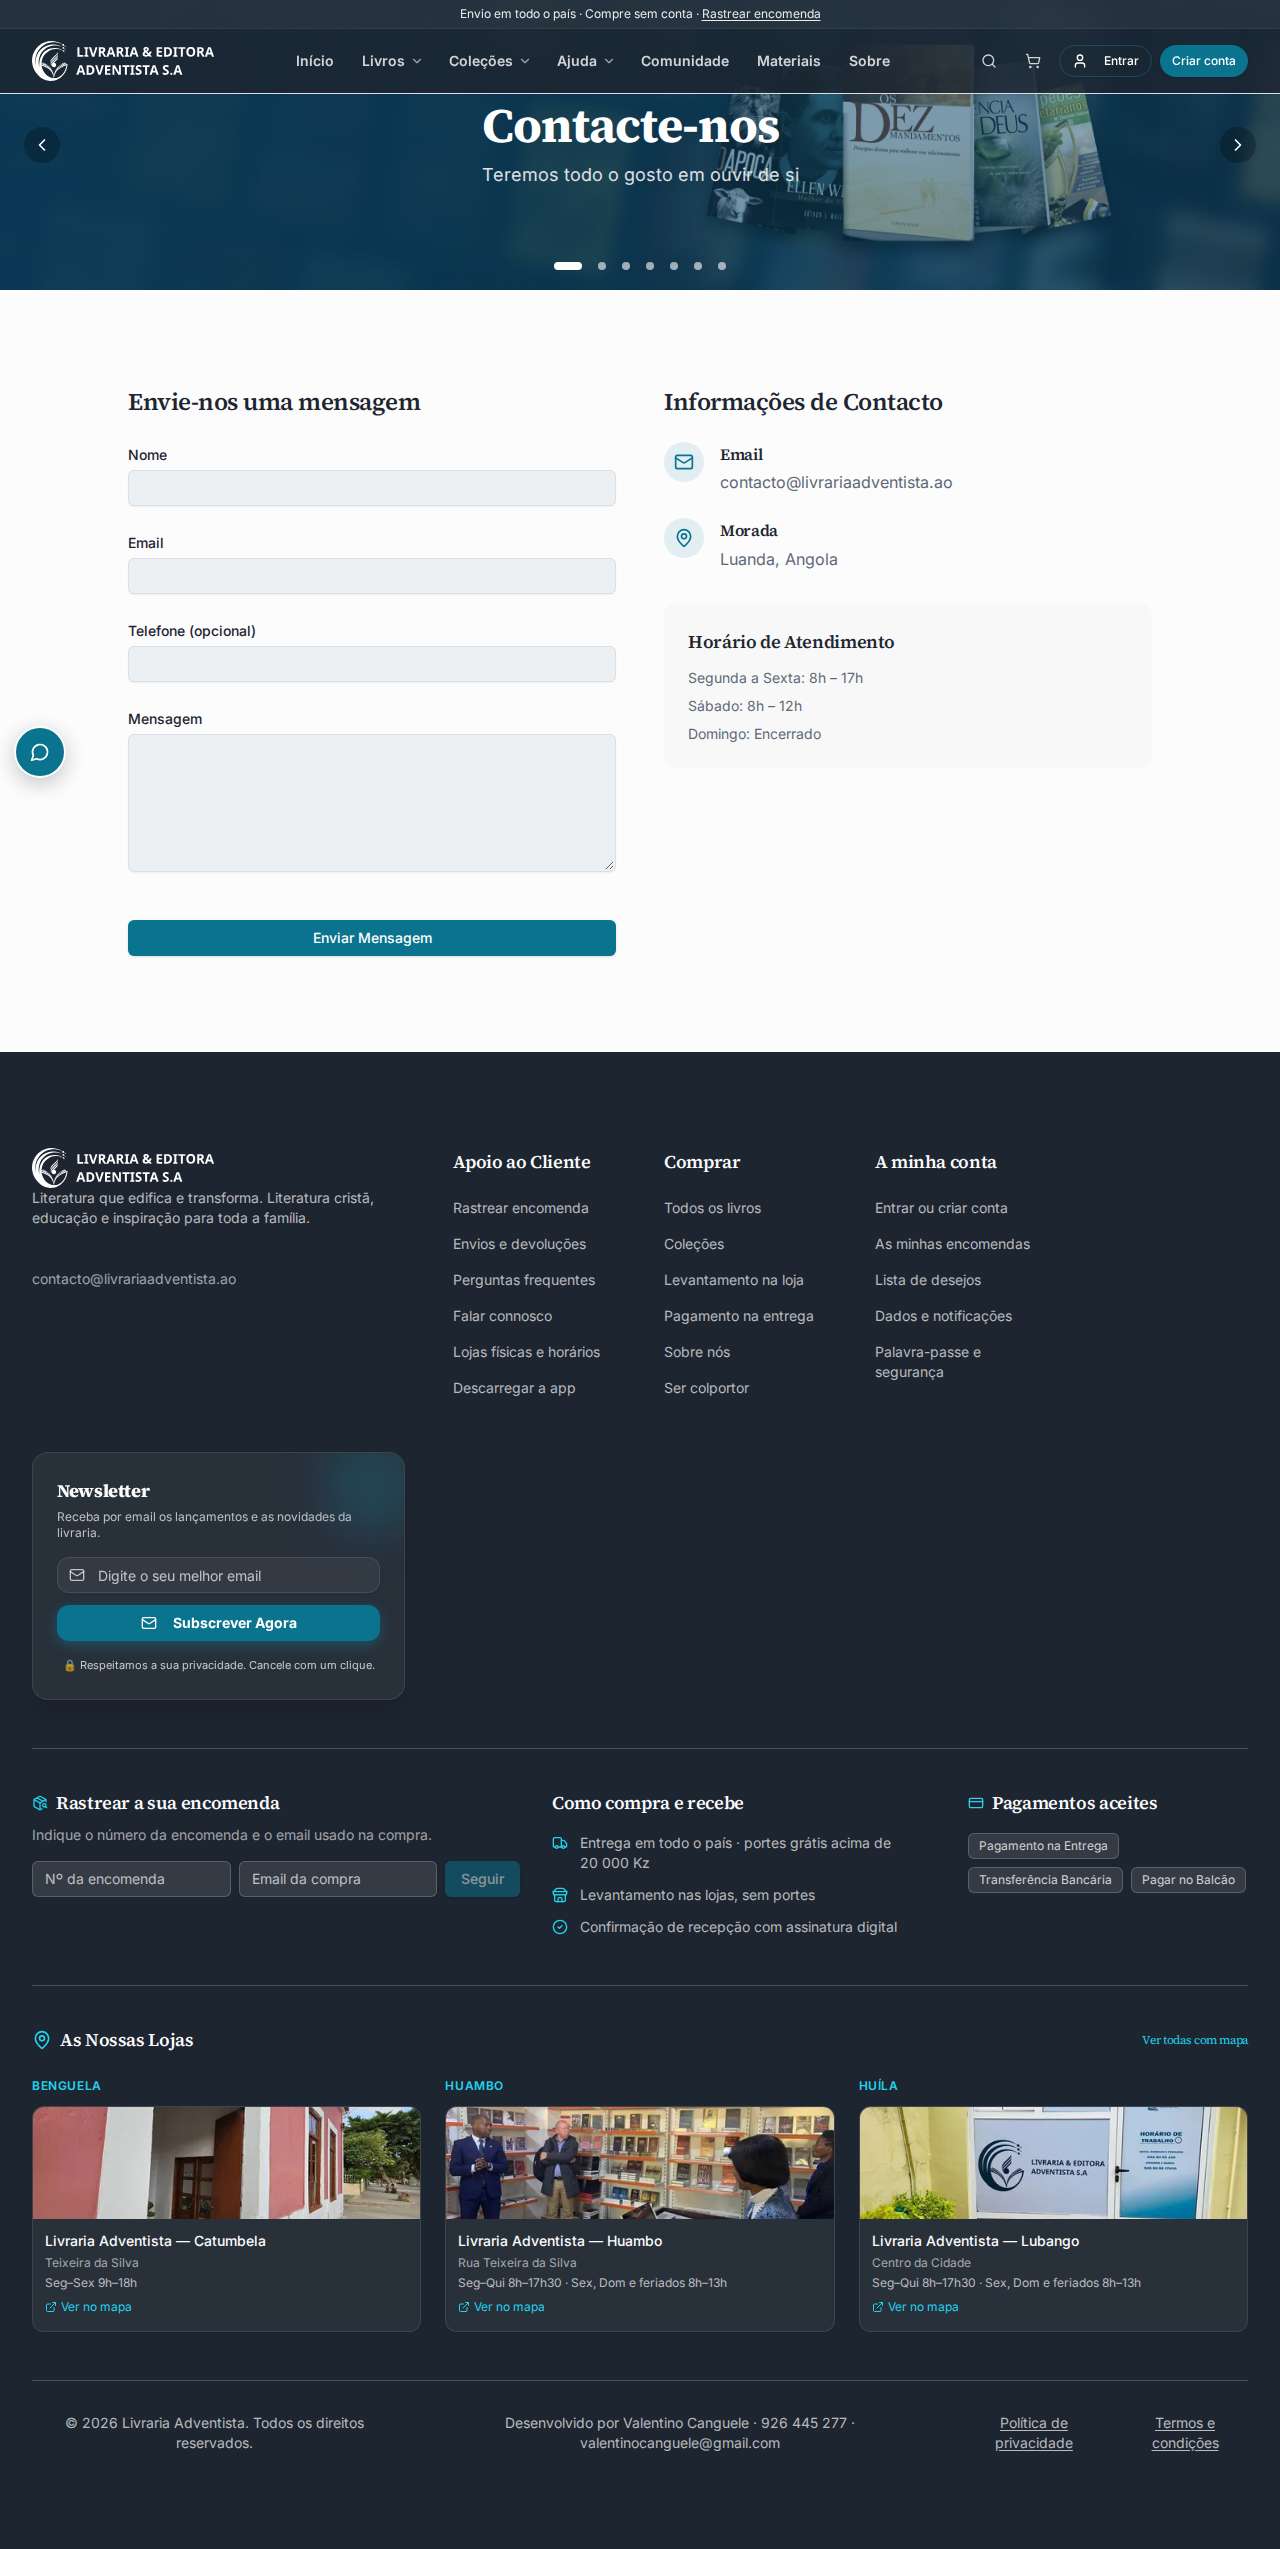 Envio em todo o país · Compre sem conta · Rastrear encomenda
LIVRARIA & EDITORA
ADVENTISTA S.A
Início
Livros
Coleções
Ajuda
Comunidade
Materiais
Sobre
Entrar
Criar conta
Contacte-nos
Teremos todo o gosto em ouvir de si
OS
DEZ
MANDAMENTOS
DEUS
ELLEN
Envie-nos uma mensagem
Nome
Email
Telefone (opcional)
Mensagem
Enviar Mensagem
Informações de Contacto
Email
contacto@livrariaadventista.ao
Morada
Luanda, Angola
Horário de Atendimento
Segunda a Sexta: 8h – 17h
Sábado: 8h – 12h
Domingo: Encerrado
LIVRARIA & EDITORA
ADVENTISTA S.A
Literatura que edifica e transforma. Literatura cristã,
educação e inspiração para toda a família.
contacto@livrariaadventista.ao
Apoio ao Cliente
Rastrear encomenda
Envios e devoluções
Perguntas frequentes
Falar connosco
Lojas físicas e horários
Descarregar a app
Comprar
Todos os livros
Coleções
Levantamento na loja
Pagamento na entrega
Sobre nós
Ser colportor
A minha conta
Entrar ou criar conta
As minhas encomendas
Lista de desejos
Dados e notificações
Palavra-passe e
segurança
Newsletter
Receba por email os lançamentos e as novidades da
livraria.
Digite o seu melhor email
Subscrever Agora
🔒 Respeitamos a sua privacidade. Cancele com um clique.
Rastrear a sua encomenda
Indique o número da encomenda e o email usado na compra.
Nº da encomenda
Email da compra
Seguir
Como compra e recebe
Entrega em todo o país · portes grátis acima de
20 000 Kz
Levantamento nas lojas, sem portes
Confirmação de recepção com assinatura digital
Pagamentos aceites
Pagamento na Entrega
Transferência Bancária
Pagar no Balcão
As Nossas Lojas
Ver todas com mapa
BENGUELA
Livraria Adventista — Catumbela
Teixeira da Silva
Seg–Sex 9h–18h
Ver no mapa
HUAMBO
Livraria Adventista — Huambo
Rua Teixeira da Silva
Seg–Qui 8h–17h30 · Sex, Dom e feriados 8h–13h
Ver no mapa
HUÍLA
LIVRARIA & EDITORA
ADVENTISTA S.A
HORÁRIO DE
TRABALHO
Livraria Adventista — Lubango
Centro da Cidade
Seg–Qui 8h–17h30 · Sex, Dom e feriados 8h–13h
Ver no mapa
© 2026 Livraria Adventista. Todos os direitos
reservados.
Desenvolvido por Valentino Canguele · 926 445 277 ·
valentinocanguele@gmail.com
Política de
privacidade
Termos e
condições